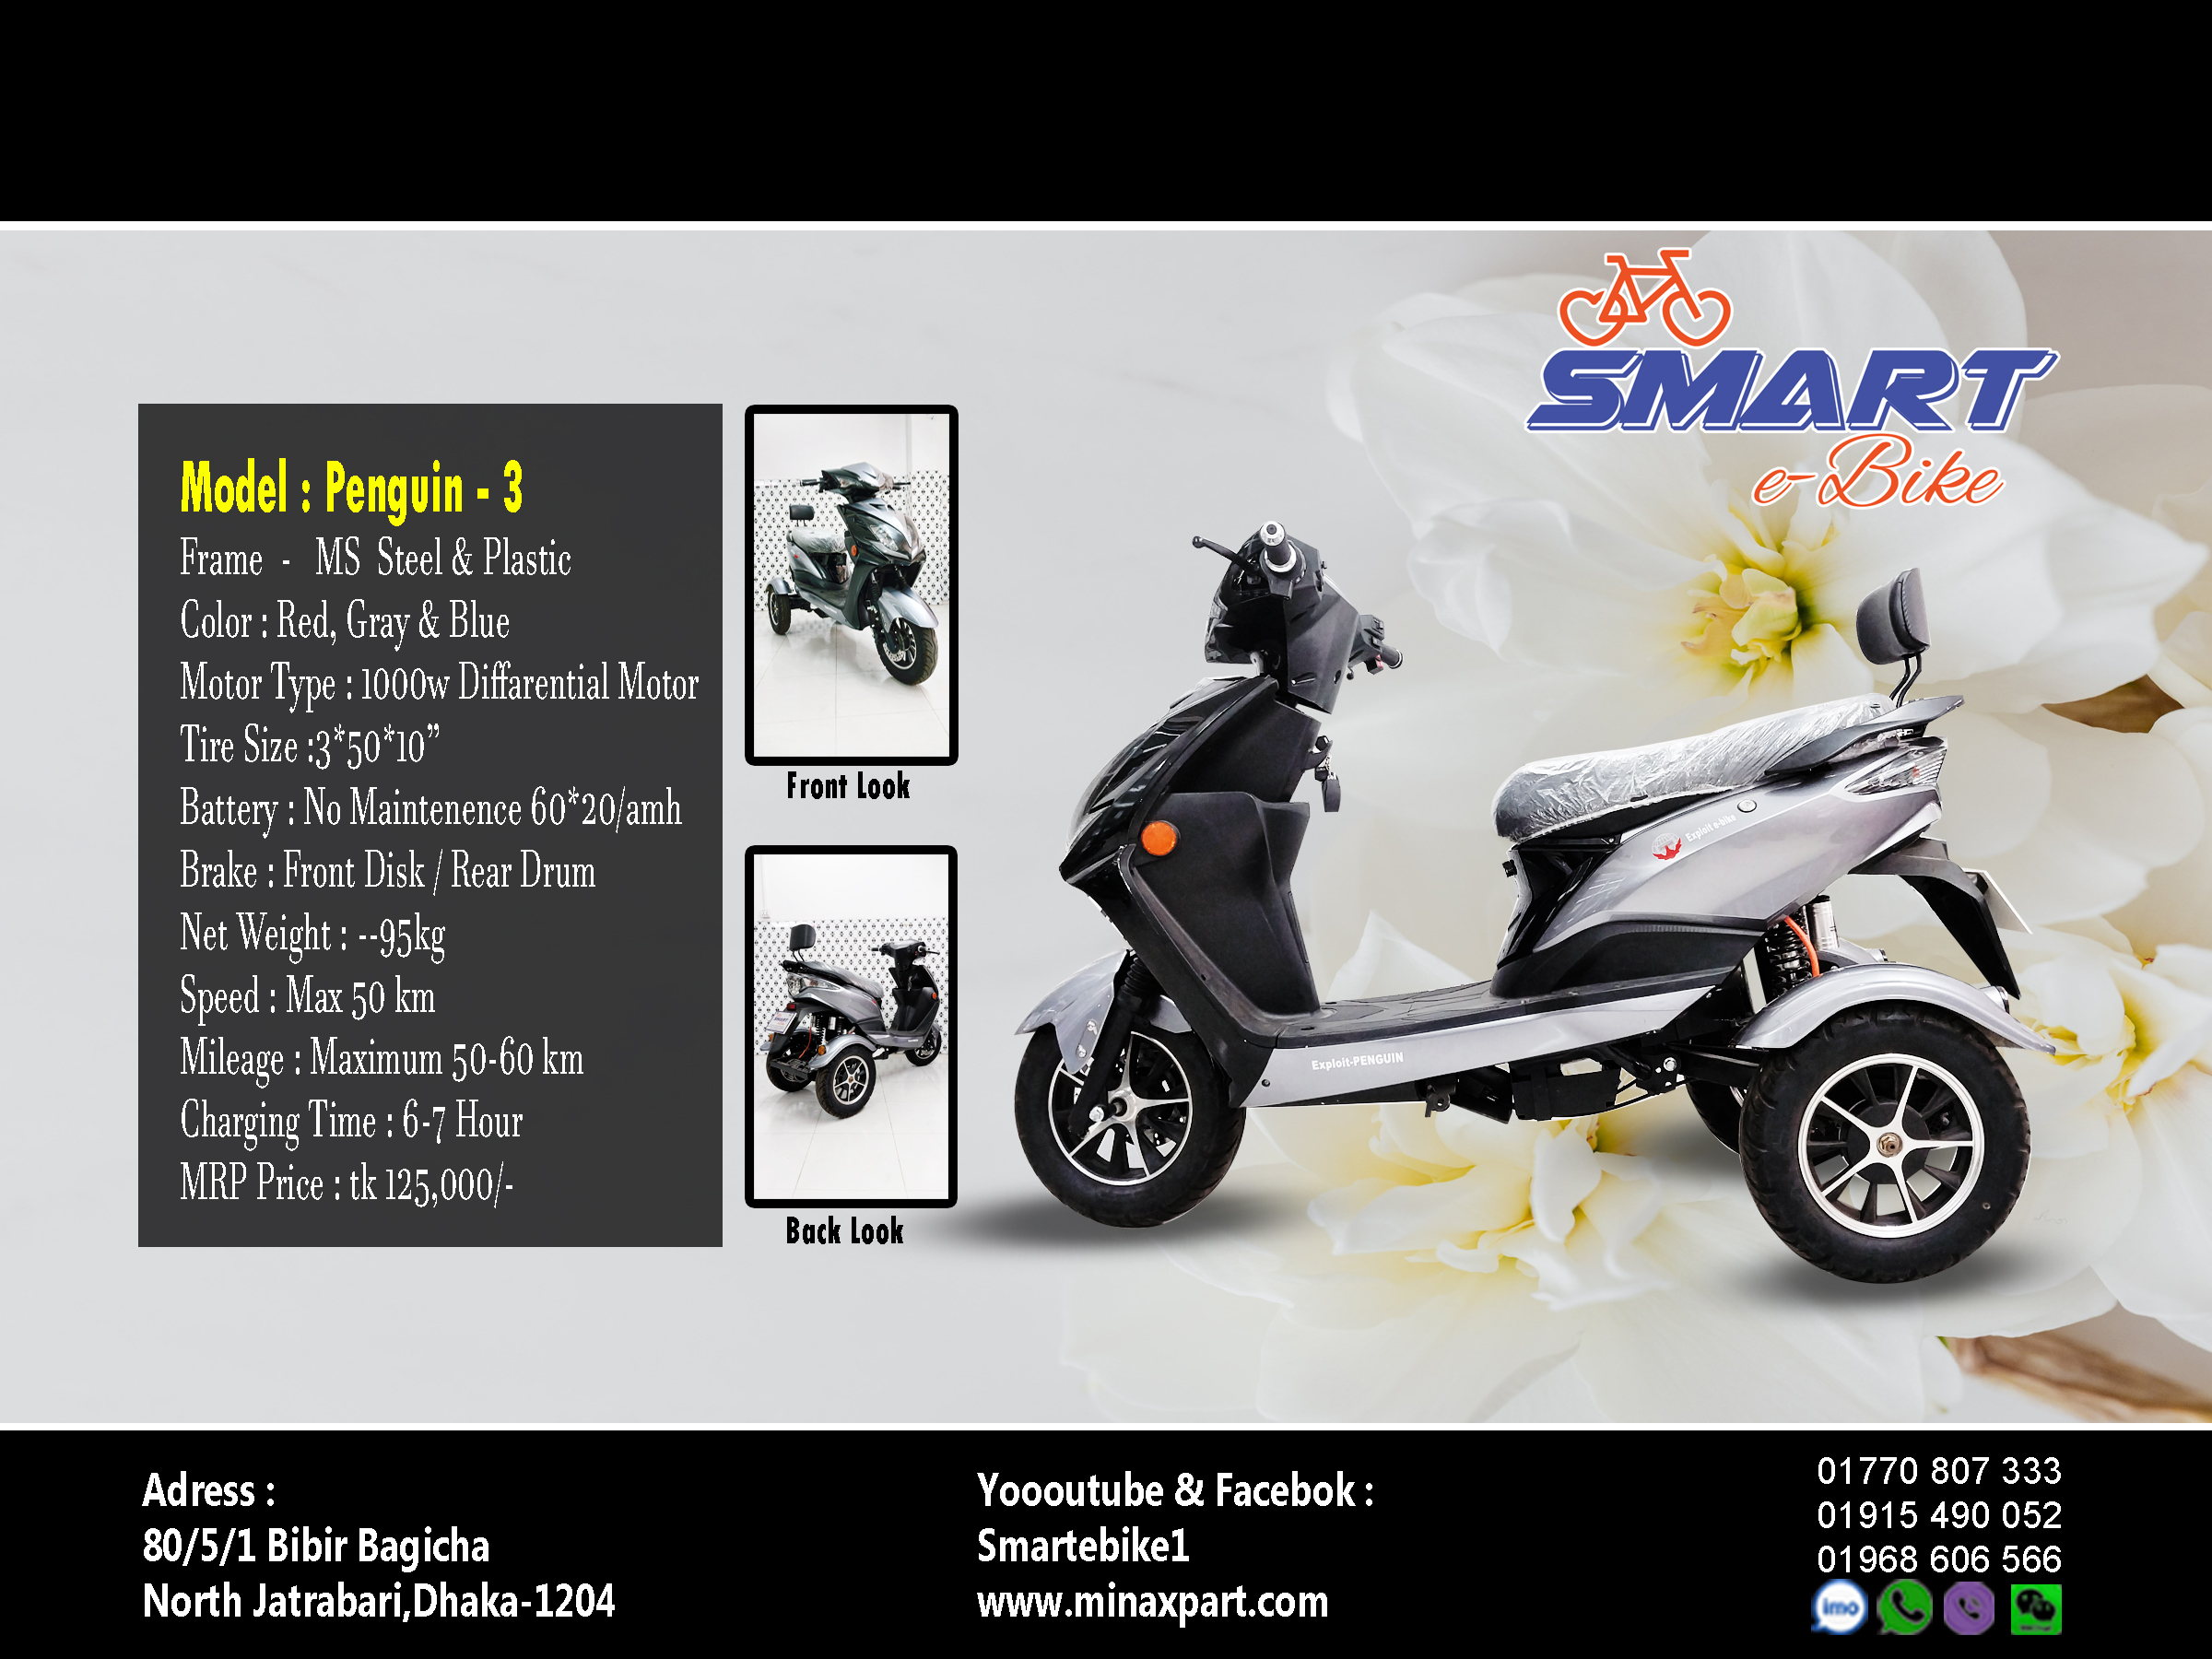 SMART
e-Bike
Model : Penguin - 3
Frame - MS Steel & Plastic
Color : Red, Gray & Blue
Motor Type : 1000w Diffarential Motor
Tire Size :3*50*10”
Battery : No Maintenence 60*20/amh
Brake : Front Disk / Rear Drum
Net Weight : --95kg
Speed : Max 50 km
Mileage : Maximum 50-60 km
Charging Time : 6-7 Hour
MRP Price : tk 125,000/-
Front Look
Back Look
Exploit e-bike
Exploit-PENGUIN
Adress :
80/5/1 Bibir Bagicha
North Jatrabari,Dhaka-1204
Yoooutube & Facebok :
Smartebike1
www.minaxpart.com
01770 807 333
01915 490 052
01968 606 566
imo